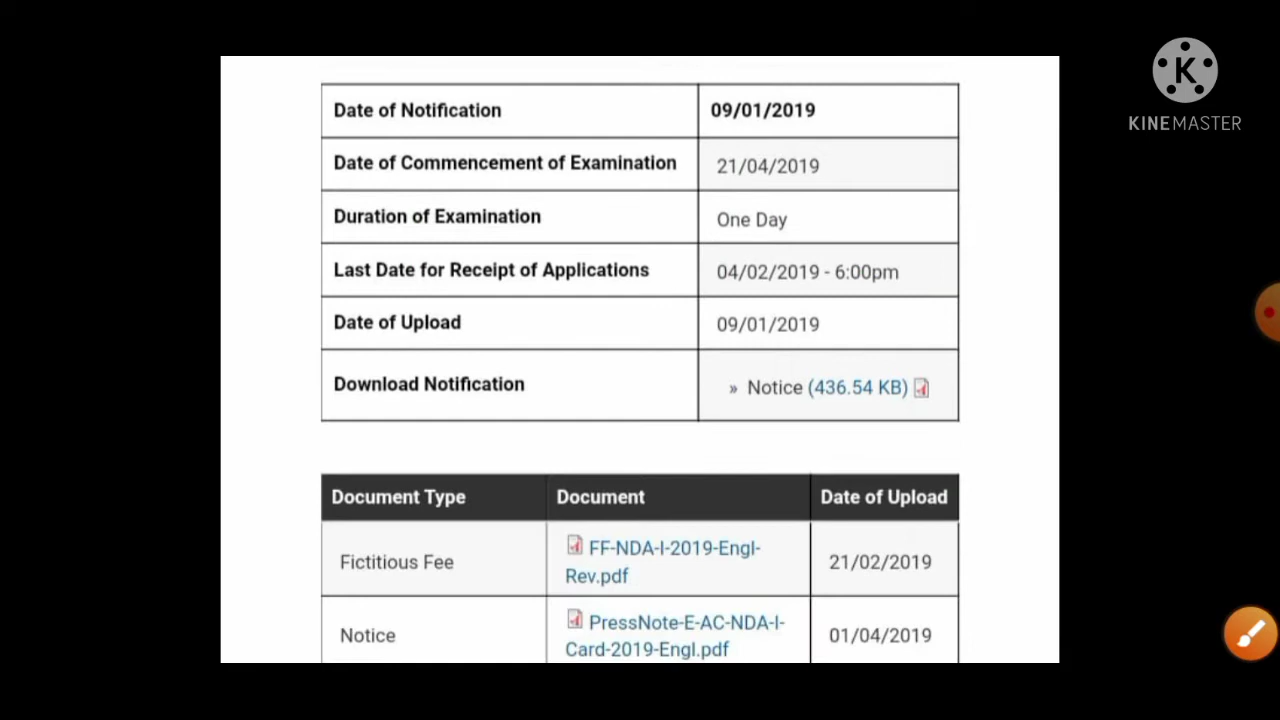 K
KINEMASTER
Date of Notification 09/01/2019
Date of Commencement of Examination 21/04/2019
Duration of Examination One Day
Last Date for Receipt of Applications 04/02/2019 - 6:00pm
Date of Upload 09/01/2019
Download Notification » Notice (436.54 KB)
Document Type Document Date of Upload
Fictitious Fee FF-NDA-I-2019-Engl-
Rev.pdf 21/02/2019
Notice PressNote-E-AC-NDA-I-
Card-2019-Engl.pdf 01/04/2019